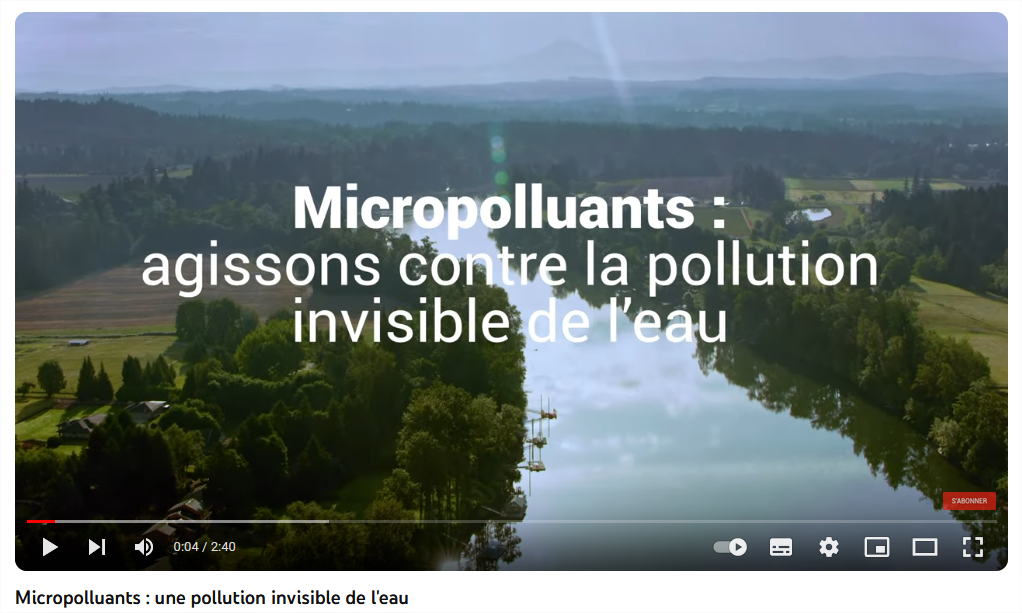 Micropolluants :
agissons contre la pollution
invisible de l'eau
S'ABONNER
0:04 / 2:40
Micropolluants : une pollution invisible de l'eau